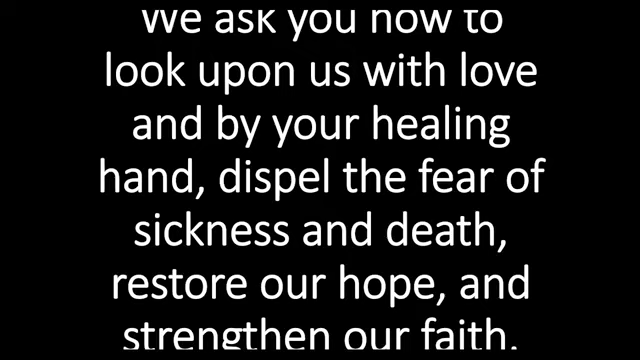 We ask you now to
look upon us with love
and by your healing
hand, dispel the fear of
sickness and death,
restore our hope, and
strengthen our faith.